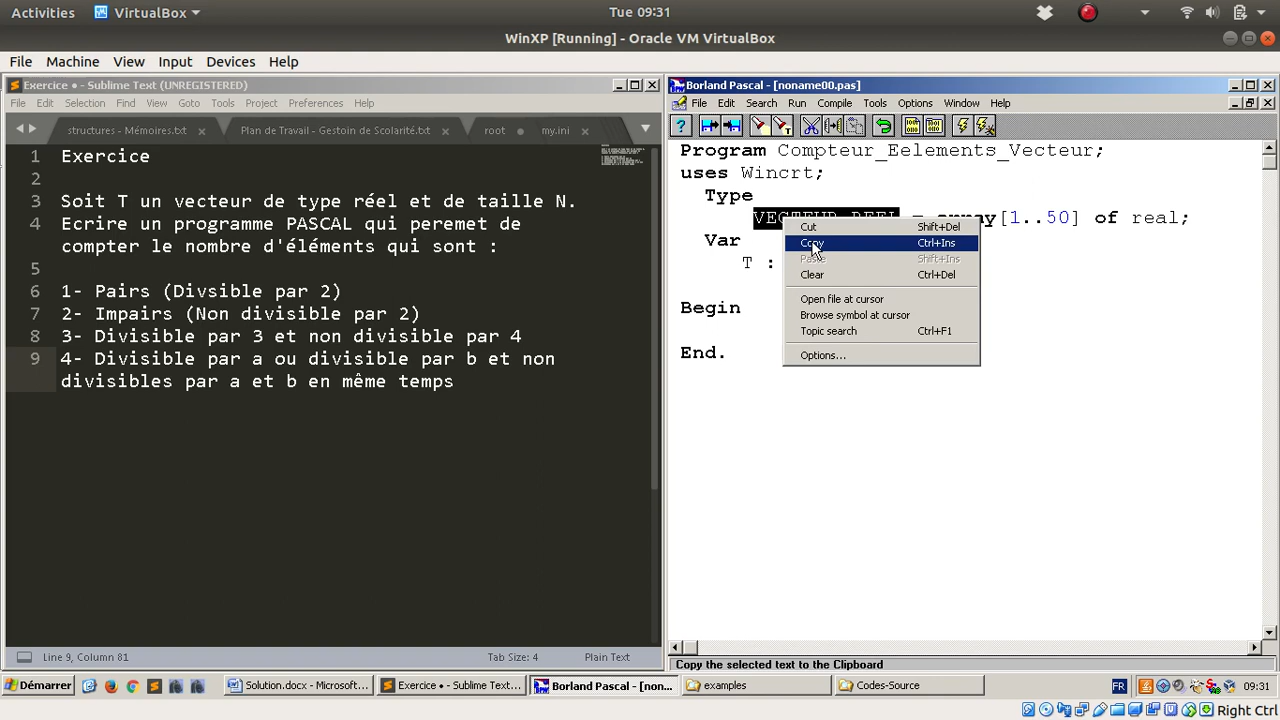 Activities VirtualBox Tue 09:31
WinXP [Running] - Oracle VM VirtualBox
File Machine View Input Devices Help
Exercice • - Sublime Text (UNREGISTERED)
File Edit Selection Find View Goto Tools Project Preferences Help
structures - Mémoires.txt Plan de Travail - Gestoin de Scolarité.txt root my.ini
1 Exercice
2
3 Soit T un vecteur de type réel et de taille N.
4 Ecrire un programme PASCAL qui peremet de
compter le nombre d'éléments qui sont :
5
6 1- Pairs (Divsible par 2)
7 2- Impairs (Non divisible par 2)
8 3- Divisible par 3 et non divisible par 4
9 4- Divisible par a ou divisible par b et non
divisibles par a et b en même temps
Line 9, Column 81 Tab Size: 4 Plain Text
Borland Pascal - [noname00.pas]
File Edit Search Run Compile Tools Options Window Help
Program Compteur_Eelements_Vecteur;
uses Wincrt;
Type
VECTEUR_REEL = array[1..50] of real;
Var
T :
Begin
End.
Cut Shift+Del
Copy Ctrl+Ins
Paste Shift+Ins
Clear Ctrl+Del
Open file at cursor
Browse symbol at cursor
Topic search Ctrl+F1
Options...
Copy the selected text to the Clipboard
Démarrer Solution.docx - Microsoft... Exercice • - Sublime Text... Borland Pascal - [non... examples Codes-Source FR 09:31
Right Ctrl